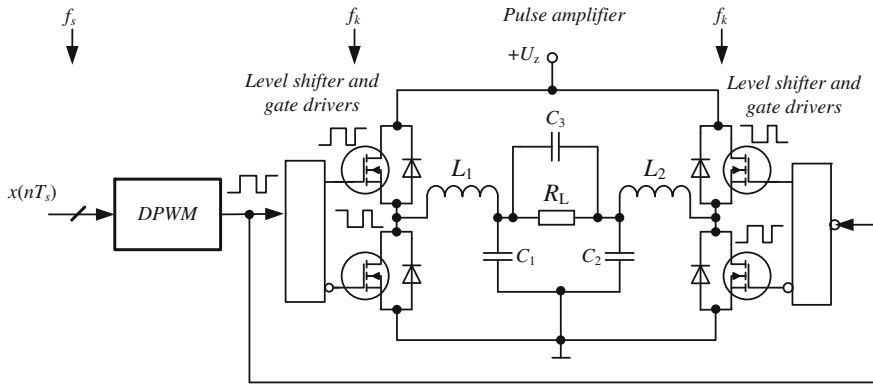 f_s
f_k
Pulse amplifier
f_k
+U_z
Level shifter and
gate drivers
Level shifter and
gate drivers
C_3
L_1
L_2
R_L
x(nT_s)
DPWM
C_1
C_2